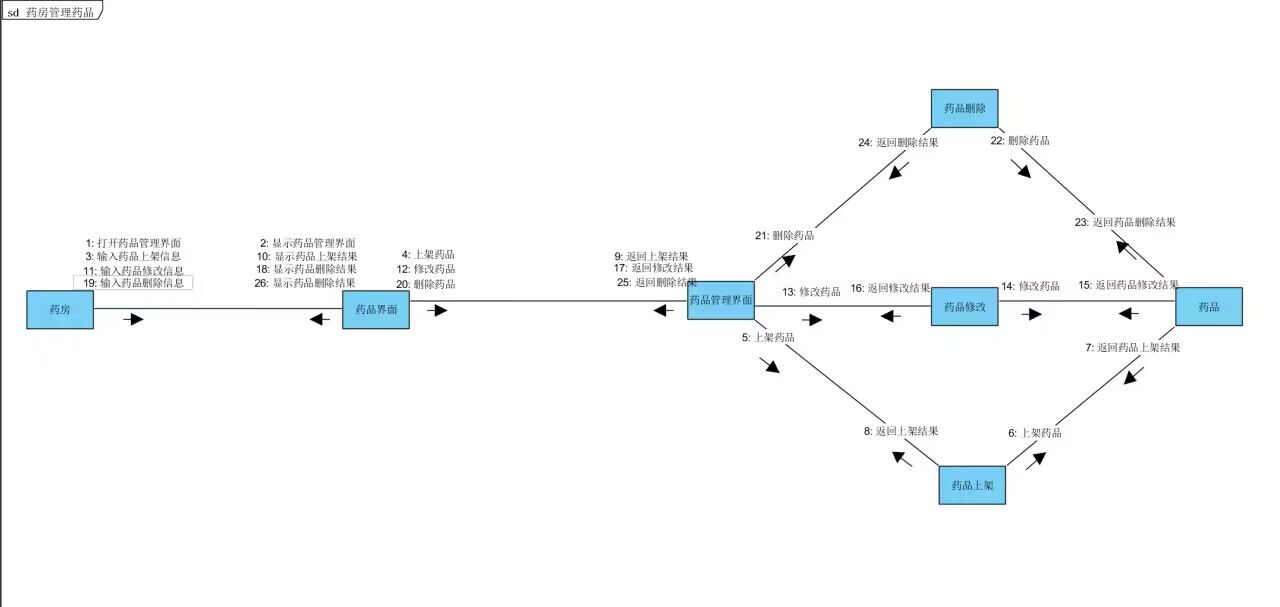 sd 药房管理药品
药品删除
24: 返回删除结果
22: 删除药品
23: 返回药品删除结果
21: 删除药品
1: 打开药品管理界面
3: 输入药品上架信息
11: 输入药品修改信息
19: 输入药品删除信息
2: 显示药品管理界面
10: 显示药品上架结果
18: 显示药品删除结果
26: 显示药品删除结果
4: 上架药品
12: 修改药品
20: 删除药品
9: 返回上架结果
17: 返回修改结果
25: 返回删除结果
13: 修改药品
16: 返回修改结果
14: 修改药品
15: 返回药品修改结果
药房
药品界面
药品管理界面
药品修改
药品
5: 上架药品
7: 返回药品上架结果
8: 返回上架结果
6: 上架药品
药品上架